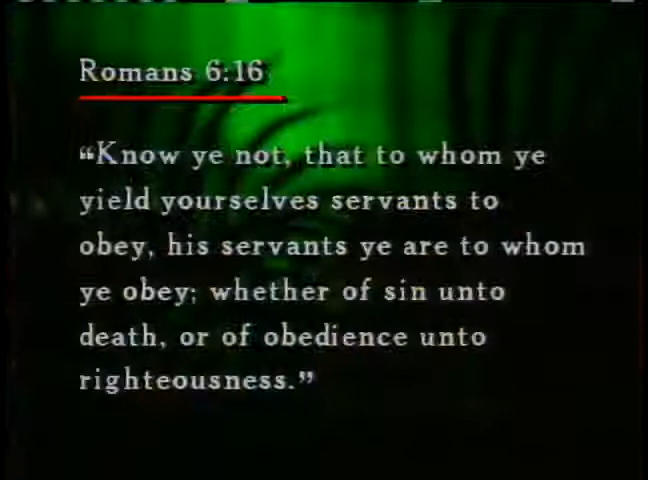 Romans 6:16
“Know ye not, that to whom ye
yield yourselves servants to
obey, his servants ye are to whom
ye obey; whether of sin unto
death, or of obedience unto
righteousness.”